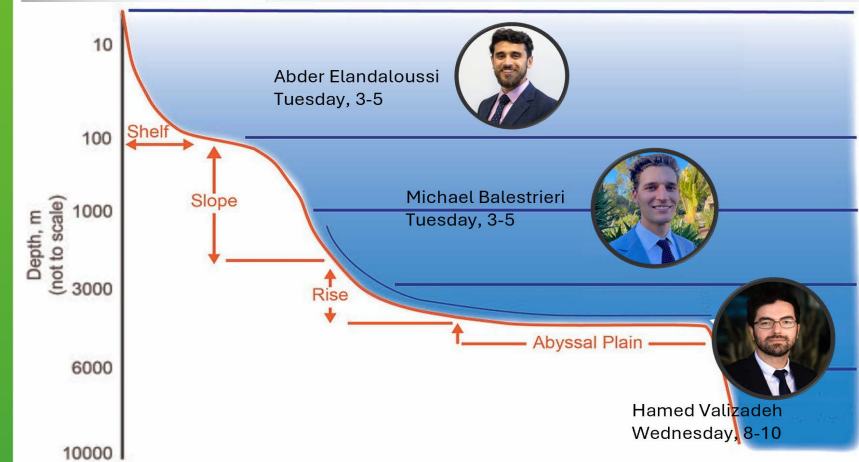 10
Abder Elandaloussi
Tuesday, 3-5
Shelf
100
Slope
Michael Balestrieri
Tuesday, 3-5
1000
Depth, m
(not to scale)
3000
Rise
Abyssal Plain
6000
Hamed Valizadeh
Wednesday, 8-10
10000